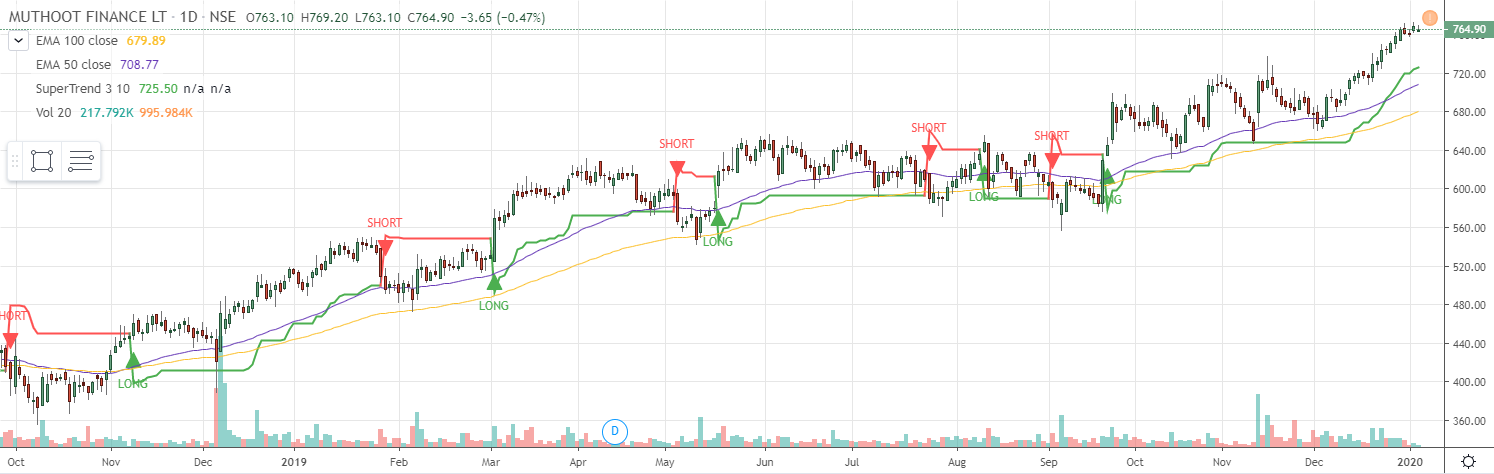 MUTHOOT FINANCE LT · 1D · NSE O763.10 H769.20 L763.10 C764.90 −3.65 (−0.47%)
EMA 100 close 679.89
EMA 50 close 708.77
SuperTrend 3 10 725.50 n/a n/a
Vol 20 217.792K 995.984K
764.90
760.00
720.00
680.00
640.00
600.00
560.00
520.00
480.00
440.00
400.00
360.00
SHORT
SHORT
SHORT
SHORT
SHORT
LONG
LONG
LONG
LONG
LONG
D
Oct Nov Dec 2019 Feb Mar Apr May Jun Jul Aug Sep Oct Nov Dec 2020